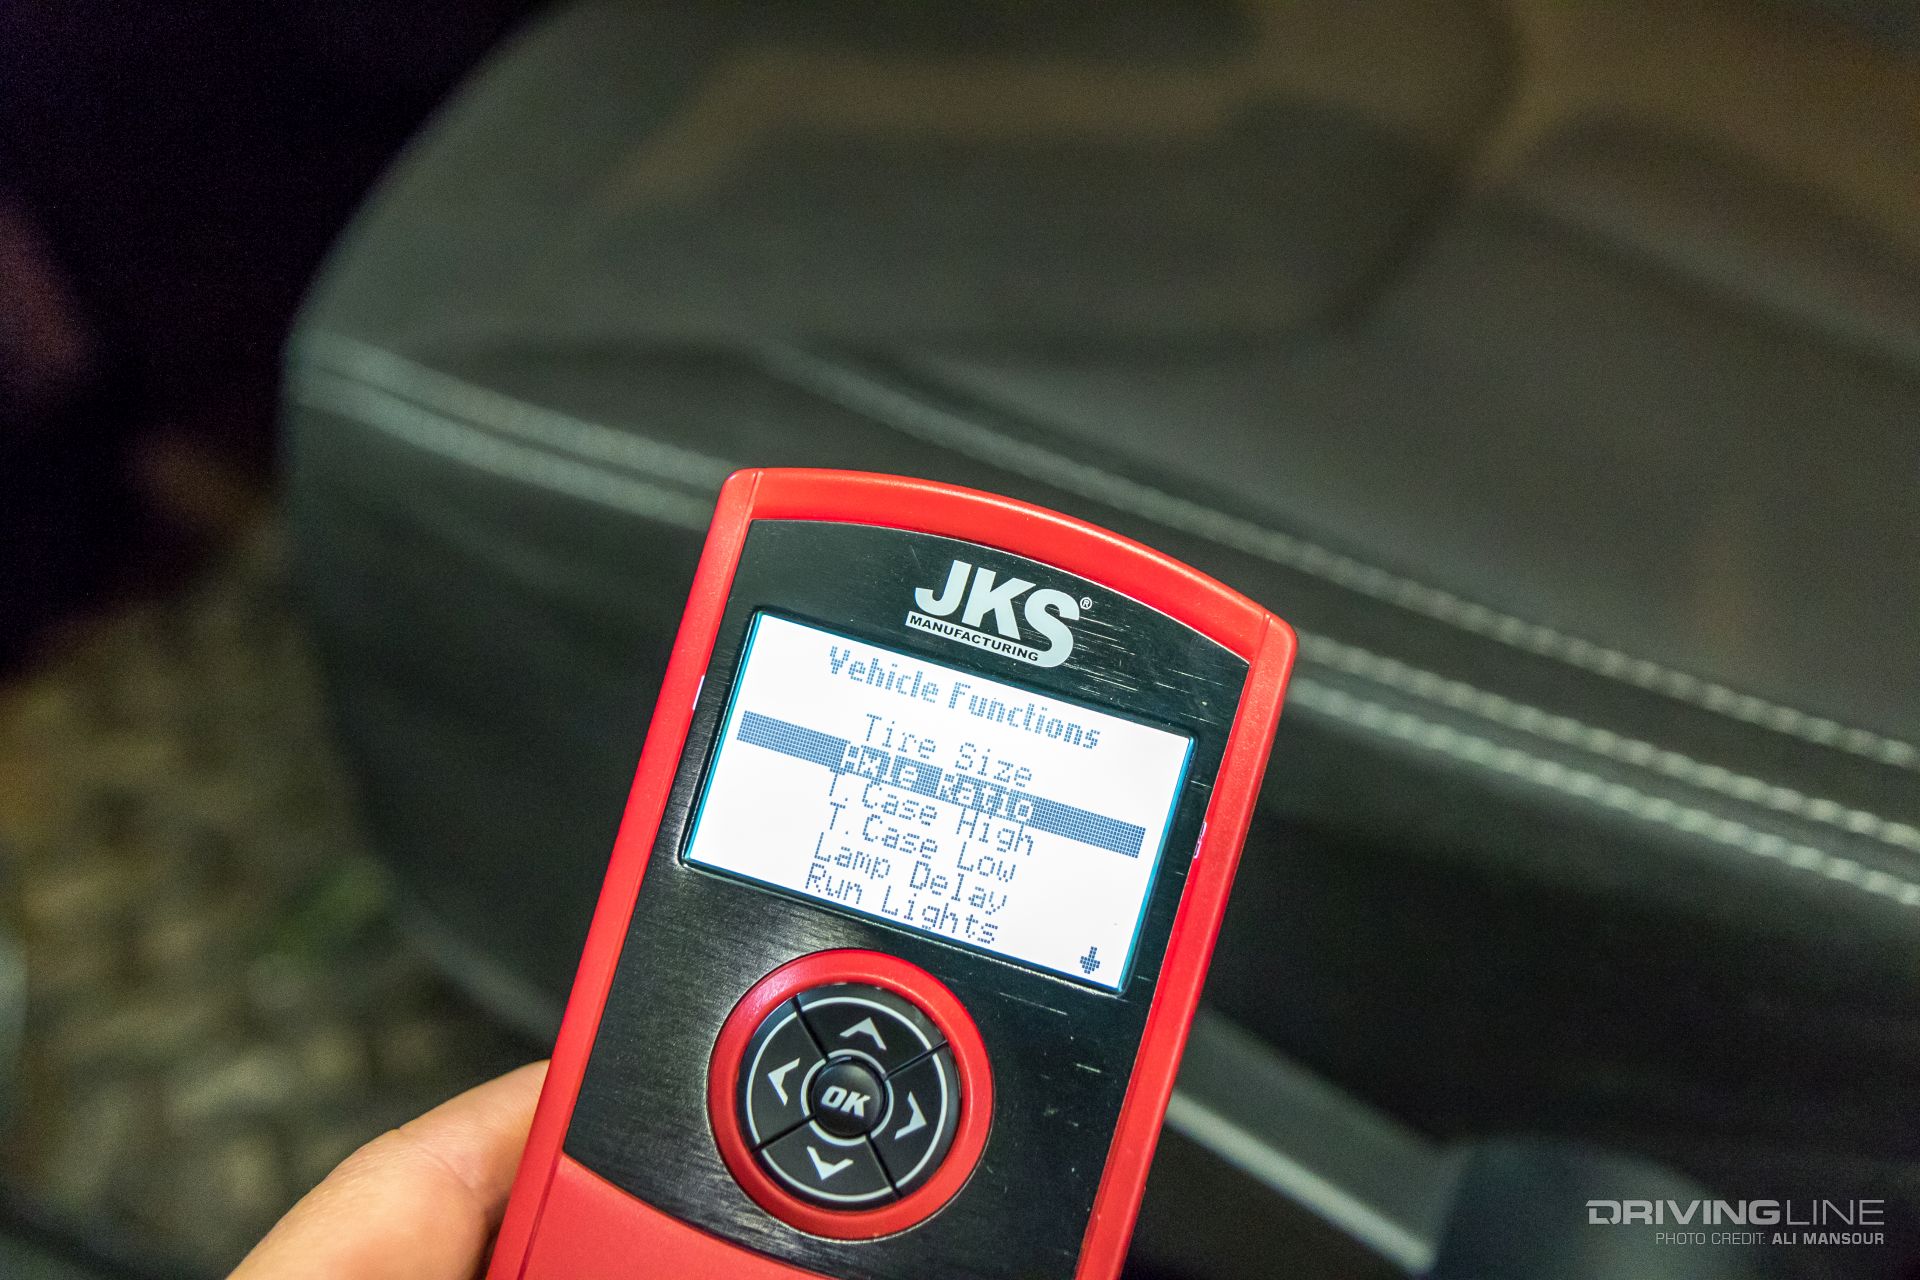 JKS®
MANUFACTURING
Vehicle Functions
Tire Size
Axle Ratio
T.Case High
T.Case Low
Lamp Delay
Run Lights
OK
DRIVINGLINE
PHOTO CREDIT: ALI MANSOUR